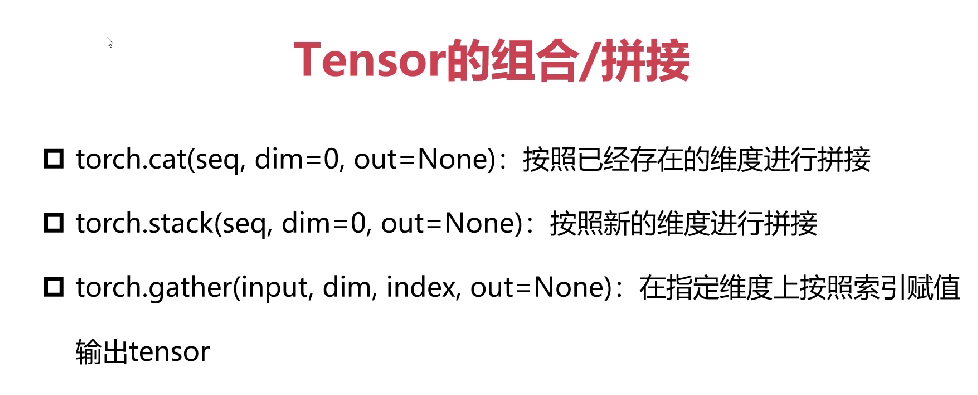 Tensor的组合/拼接
torch.cat(seq, dim=0, out=None)：按照已经存在的维度进行拼接
torch.stack(seq, dim=0, out=None)：按照新的维度进行拼接
torch.gather(input, dim, index, out=None)：在指定维度上按照索引赋值
输出tensor